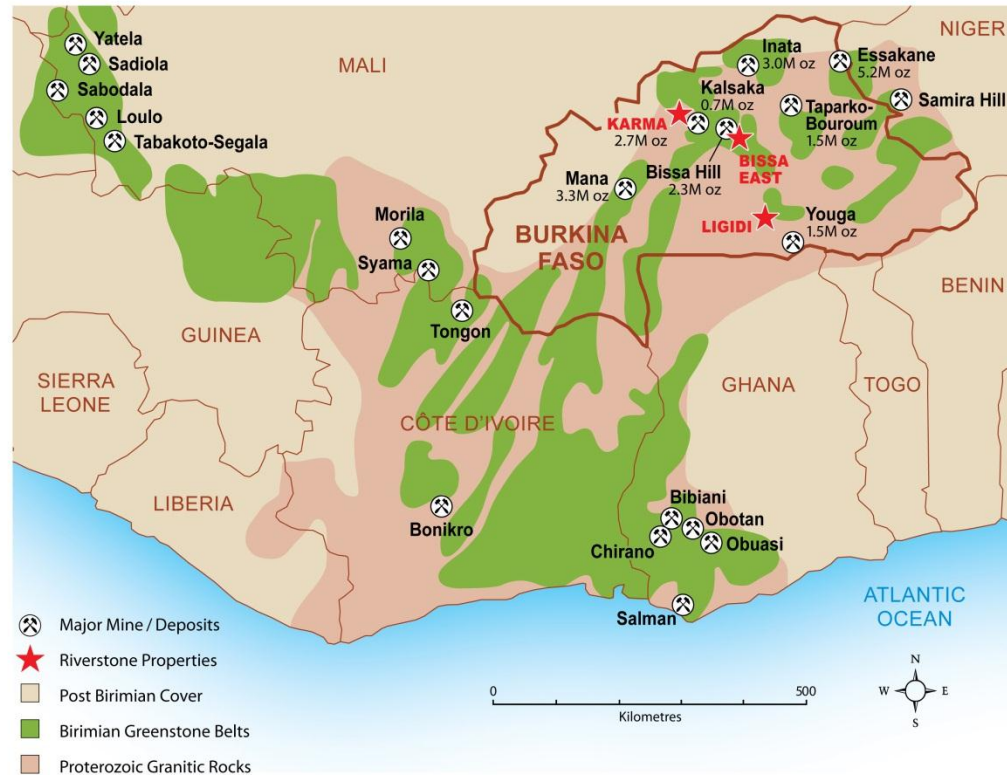 NIGER
MALI
Yatela
Sadiola
Sabodala
Loulo
Tabakoto-Segala
Inata
3.0M oz
Essakane
5.2M oz
Kalsaka
0.7M oz
Samira Hill
Taparko-
Bouroum
1.5M oz
KARMA
2.7M oz
Bissa Hill
2.3M oz
BISSA
EAST
Mana
3.3M oz
LIGIDI
Youga
1.5M oz
BURKINA
FASO
Morila
Syama
Tongon
BENIN
GUINEA
SIERRA
LEONE
GHANA
TOGO
CÔTE D'IVOIRE
LIBERIA
Bonikro
Bibiani
Obotan
Chirano
Obuasi
Salman
ATLANTIC
OCEAN
Major Mine / Deposits
Riverstone Properties
Post Birimian Cover
Birimian Greenstone Belts
Proterozoic Granitic Rocks
0 500
Kilometres
N
W E
S